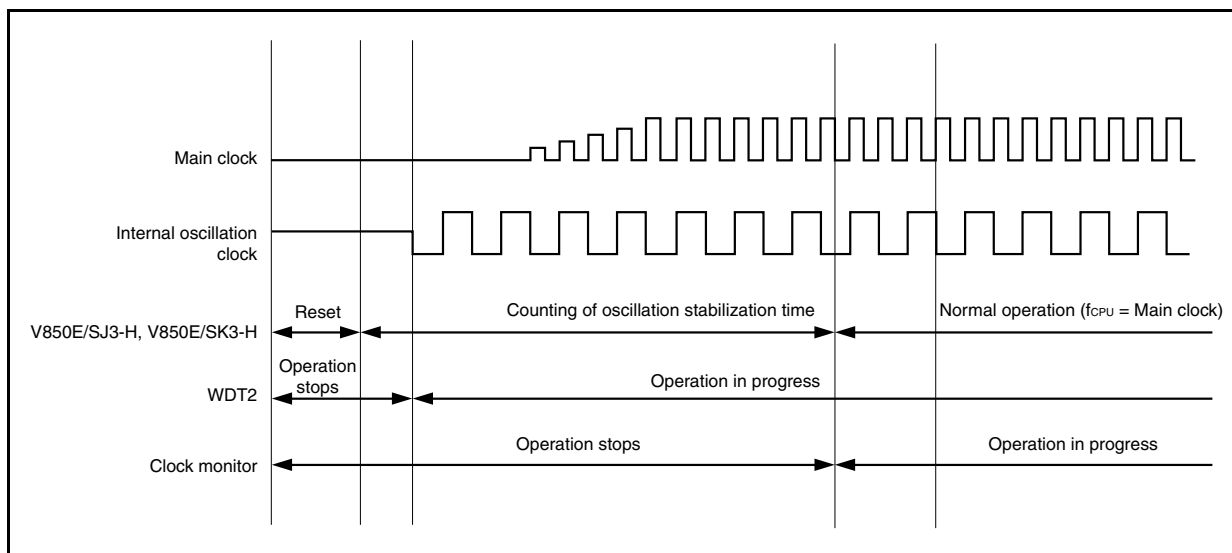 Main clock
Internal oscillation
clock
Reset
Counting of oscillation stabilization time
Normal operation (fCPU = Main clock)
V850E/SJ3-H, V850E/SK3-H
Operation
stops
Operation in progress
WDT2
Operation stops
Operation in progress
Clock monitor